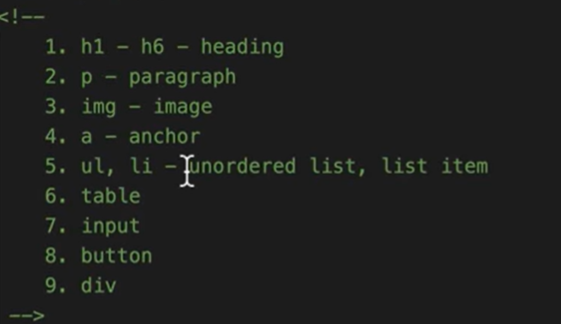 <!--
1. h1 - h6 - heading
2. p - paragraph
3. img - image
4. a - anchor
5. ul, li - unordered list, list item
6. table
7. input
8. button
9. div
-->